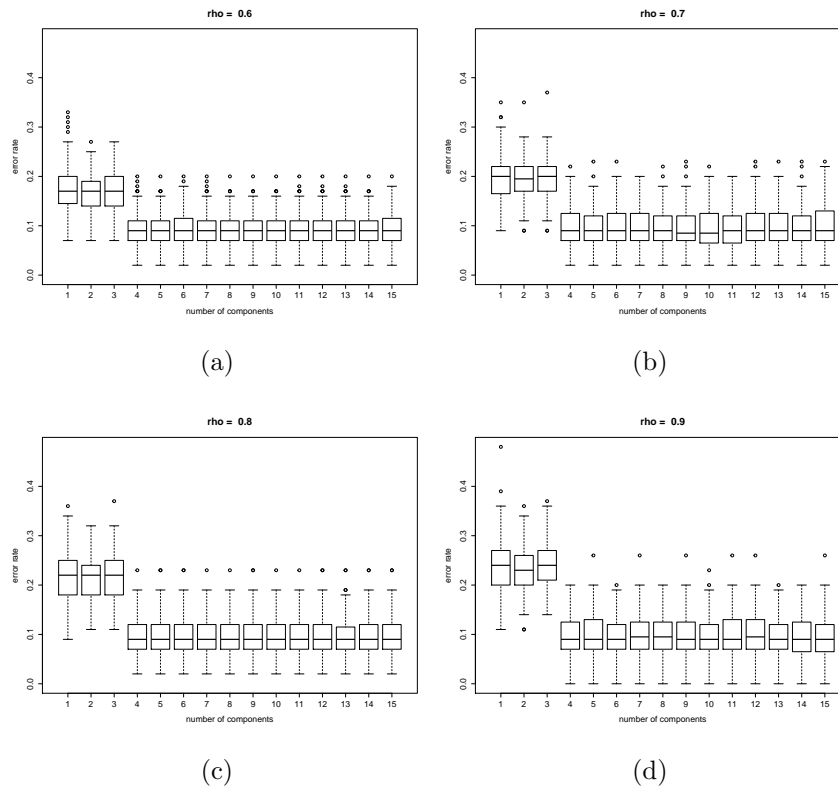 rho = 0.6
error rate
0.0 0.1 0.2 0.3 0.4
1 2 3 4 5 6 7 8 9 10 11 12 13 14 15
number of components
(a)
rho = 0.7
error rate
0.0 0.1 0.2 0.3 0.4
1 2 3 4 5 6 7 8 9 10 11 12 13 14 15
number of components
(b)
rho = 0.8
error rate
0.0 0.1 0.2 0.3 0.4
1 2 3 4 5 6 7 8 9 10 11 12 13 14 15
number of components
(c)
rho = 0.9
error rate
0.0 0.1 0.2 0.3 0.4
1 2 3 4 5 6 7 8 9 10 11 12 13 14 15
number of components
(d)